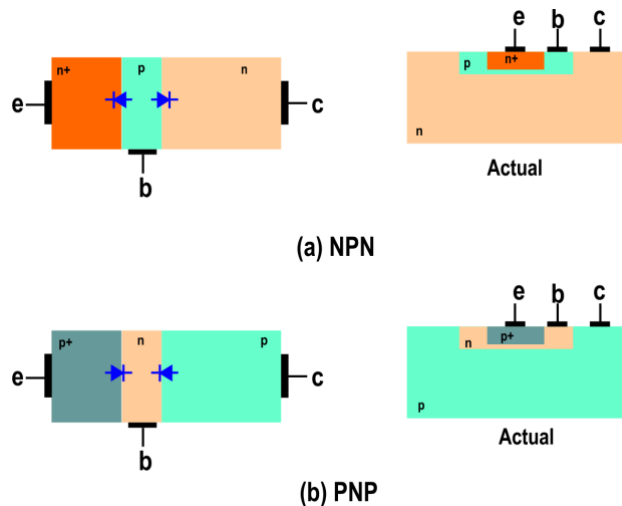 e b c
n+ p n
p n+
e c
n
b
Actual
(a) NPN
e b c
p+ n p
n p+
e c
p
b
Actual
(b) PNP